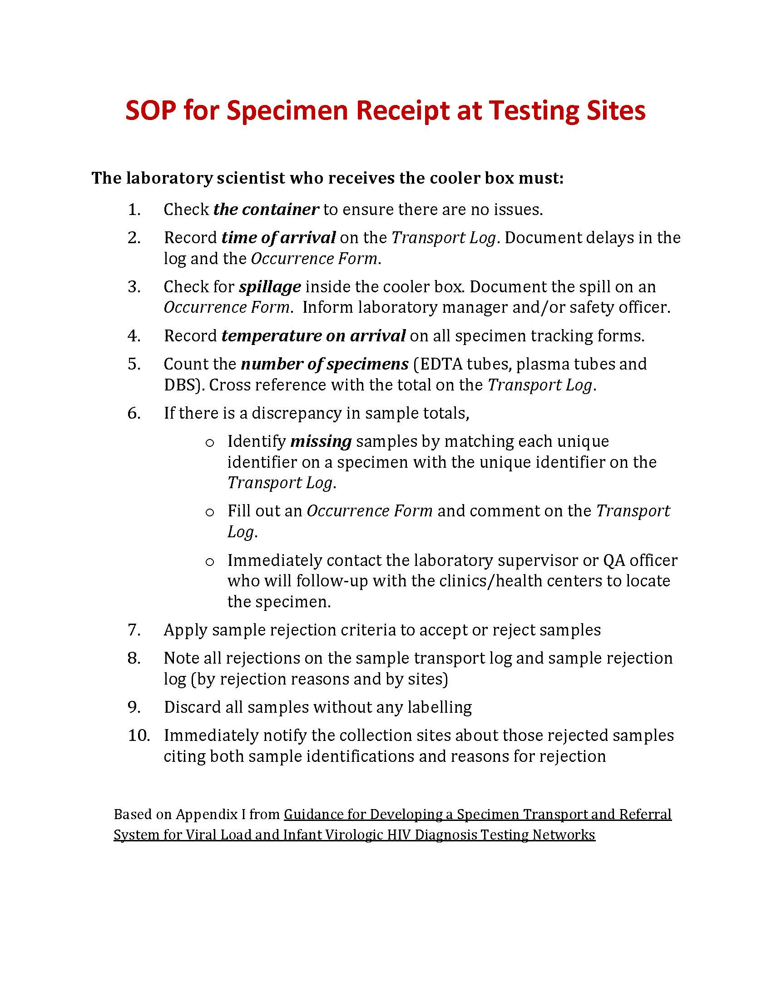 SOP for Specimen Receipt at Testing Sites
The laboratory scientist who receives the cooler box must:
1. Check the container to ensure there are no issues.
2. Record time of arrival on the Transport Log. Document delays in the
log and the Occurrence Form.
3. Check for spillage inside the cooler box. Document the spill on an
Occurrence Form.  Inform laboratory manager and/or safety officer.
4. Record temperature on arrival on all specimen tracking forms.
5. Count the number of specimens (EDTA tubes, plasma tubes and
DBS). Cross reference with the total on the Transport Log.
6. If there is a discrepancy in sample totals,
o Identify missing samples by matching each unique
identifier on a specimen with the unique identifier on the
Transport Log.
o Fill out an Occurrence Form and comment on the Transport
Log.
o Immediately contact the laboratory supervisor or QA officer
who will follow-up with the clinics/health centers to locate
the specimen.
7. Apply sample rejection criteria to accept or reject samples
8. Note all rejections on the sample transport log and sample rejection
log (by rejection reasons and by sites)
9. Discard all samples without any labelling
10. Immediately notify the collection sites about those rejected samples
citing both sample identifications and reasons for rejection
Based on Appendix I from Guidance for Developing a Specimen Transport and Referral
System for Viral Load and Infant Virologic HIV Diagnosis Testing Networks